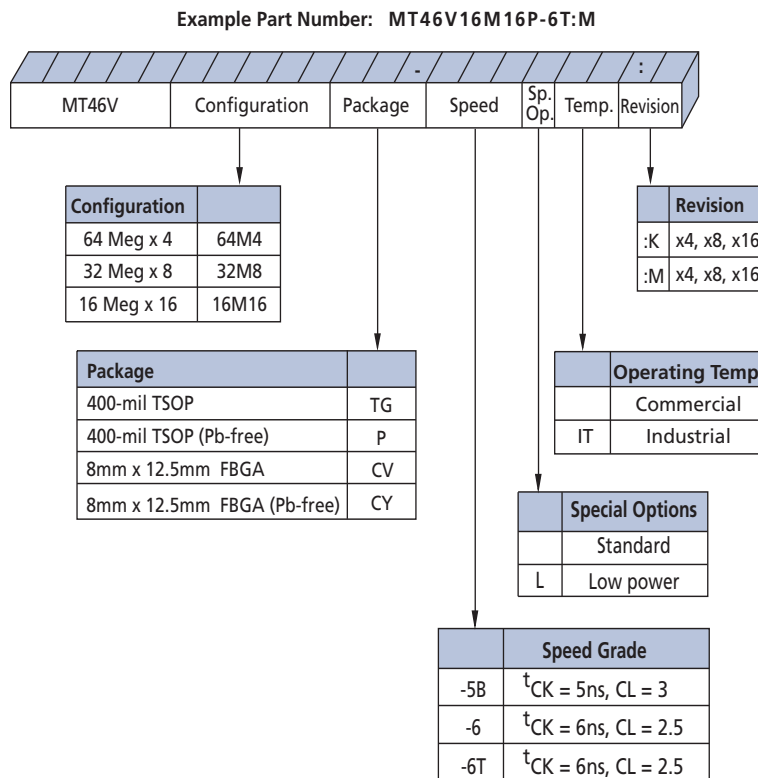 Example Part Number: MT46V16M16P-6T:M
- :
MT46V Configuration Package Speed Sp. Op. Temp. Revision
Configuration
64 Meg x 4 64M4
32 Meg x 8 32M8
16 Meg x 16 16M16
Revision
:K x4, x8, x16
:M x4, x8, x16
Package
400-mil TSOP TG
400-mil TSOP (Pb-free) P
8mm x 12.5mm FBGA CV
8mm x 12.5mm FBGA (Pb-free) CY
Operating Temp
Commercial
IT Industrial
Special Options
Standard
L Low power
Speed Grade
-5B tCK = 5ns, CL = 3
-6 tCK = 6ns, CL = 2.5
-6T tCK = 6ns, CL = 2.5